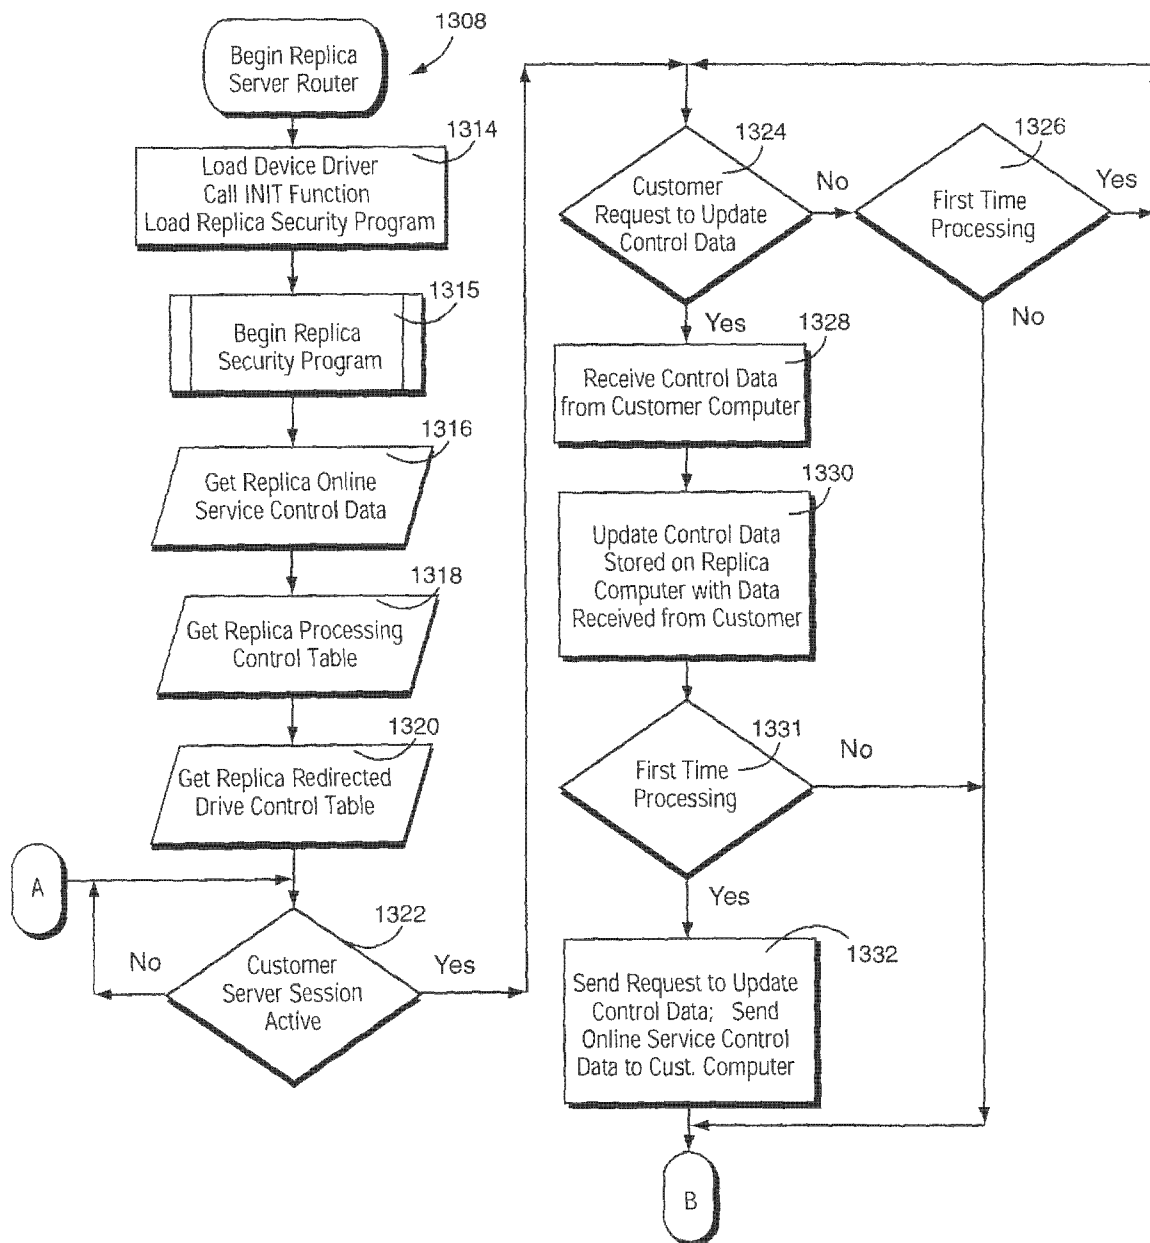 1308
Begin Replica
Server Router
1314
Load Device Driver
Call INIT Function
Load Replica Security Program
1315
Begin Replica
Security Program
1316
Get Replica Online
Service Control Data
1318
Get Replica Processing
Control Table
1320
Get Replica Redirected
Drive Control Table
A
1322
No
Customer
Server Session
Active
Yes
1324
Customer
Request to Update
Control Data
No
1326
First Time
Processing
Yes
No
Yes
1328
Receive Control Data
from Customer Computer
1330
Update Control Data
Stored on Replica
Computer with Data
Received from Customer
1331
First Time
Processing
No
Yes
1332
Send Request to Update
Control Data; Send
Online Service Control
Data to Cust. Computer
B